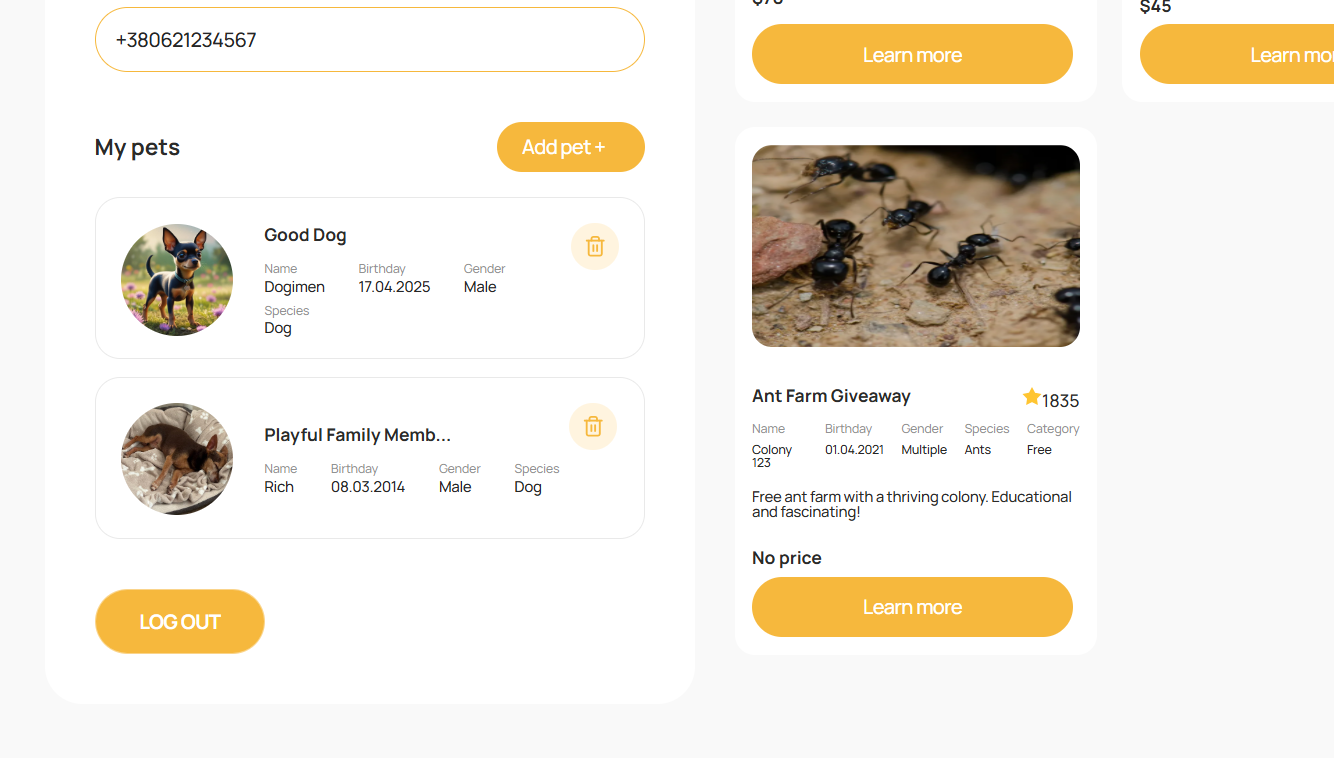 +380621234567
My pets
Add pet +
Good Dog
Name Birthday Gender
Dogimen 17.04.2025 Male
Species
Dog
Playful Family Memb...
Name Birthday Gender Species
Rich 08.03.2014 Male Dog
LOG OUT
$45
Learn more
Learn mo
Ant Farm Giveaway
1835
Name Birthday Gender Species Category
Colony 01.04.2021 Multiple Ants Free
123
Free ant farm with a thriving colony. Educational
and fascinating!
No price
Learn more